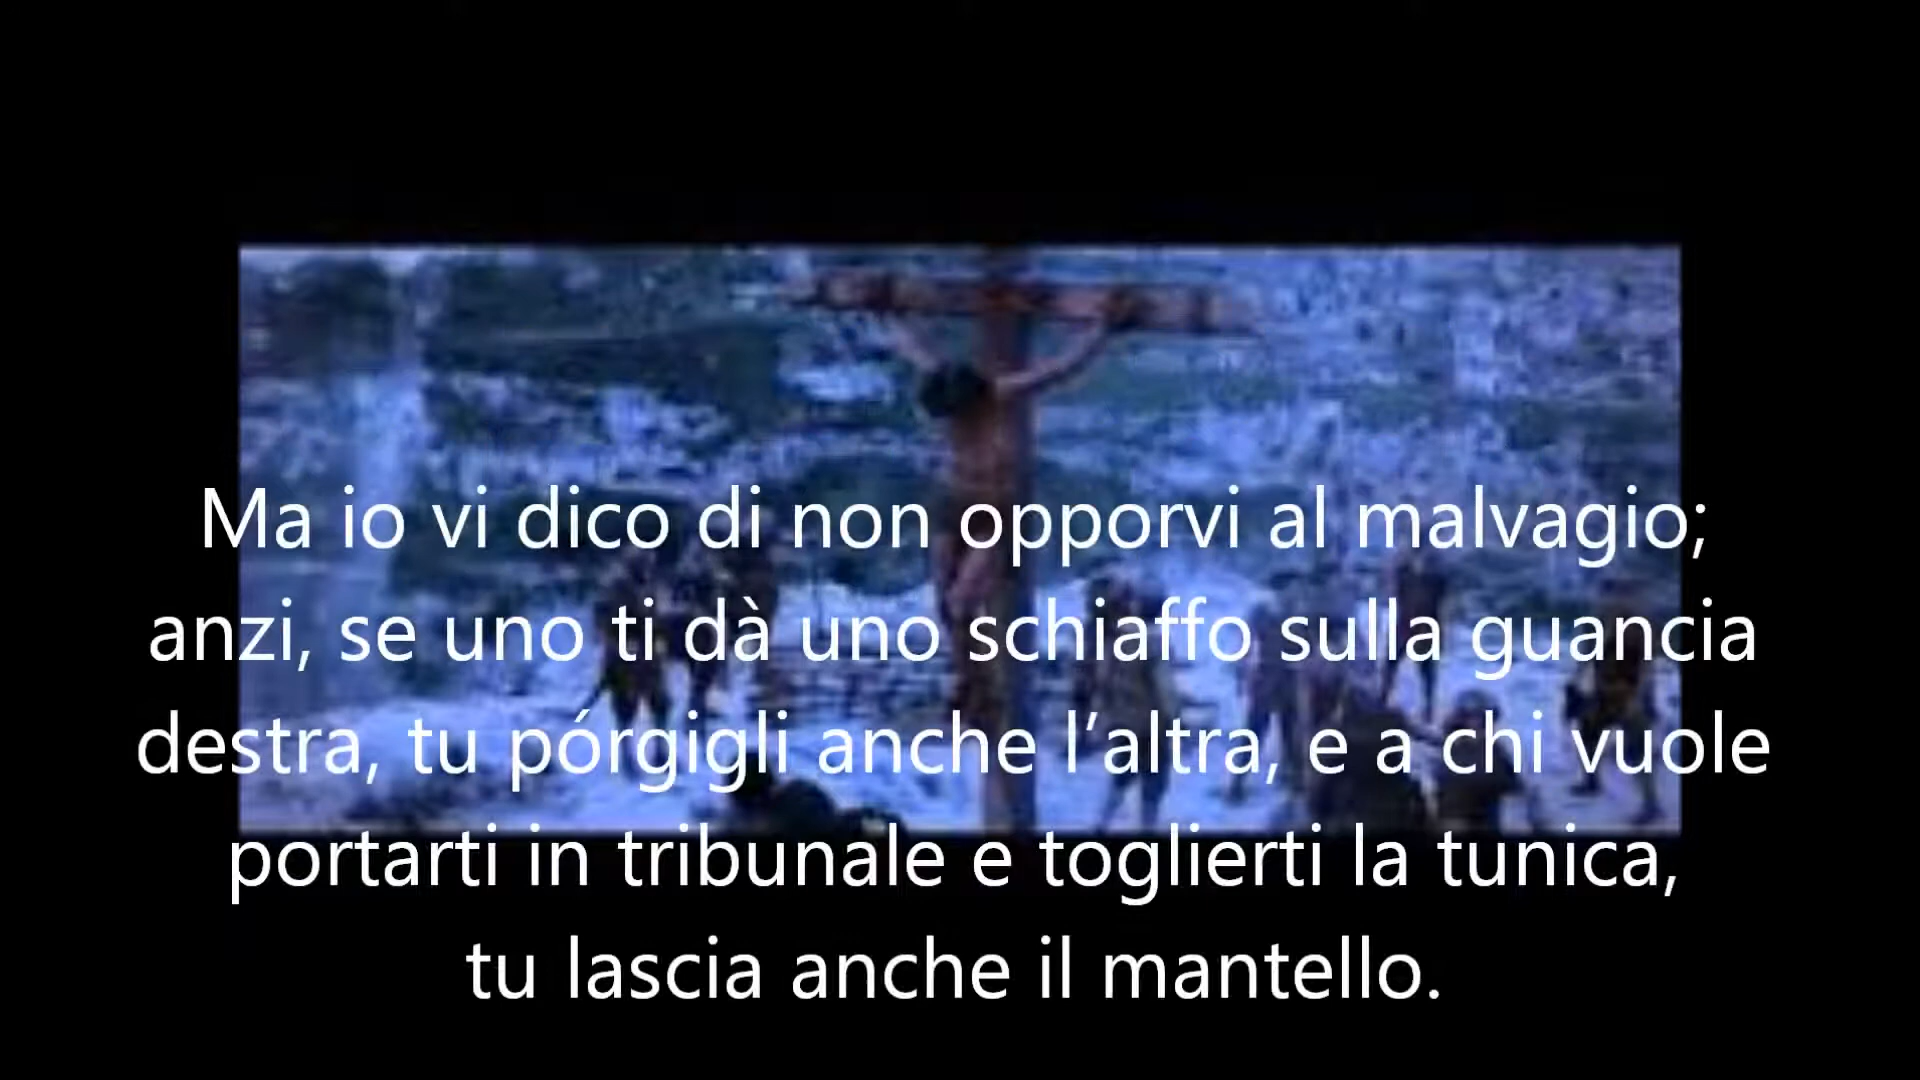 Ma io vi dico di non opporvi al malvagio;
anzi, se uno ti dà uno schiaffo sulla guancia
destra, tu pórgigli anche l’altra, e a chi vuole
portarti in tribunale e toglierti la tunica,
tu lascia anche il mantello.